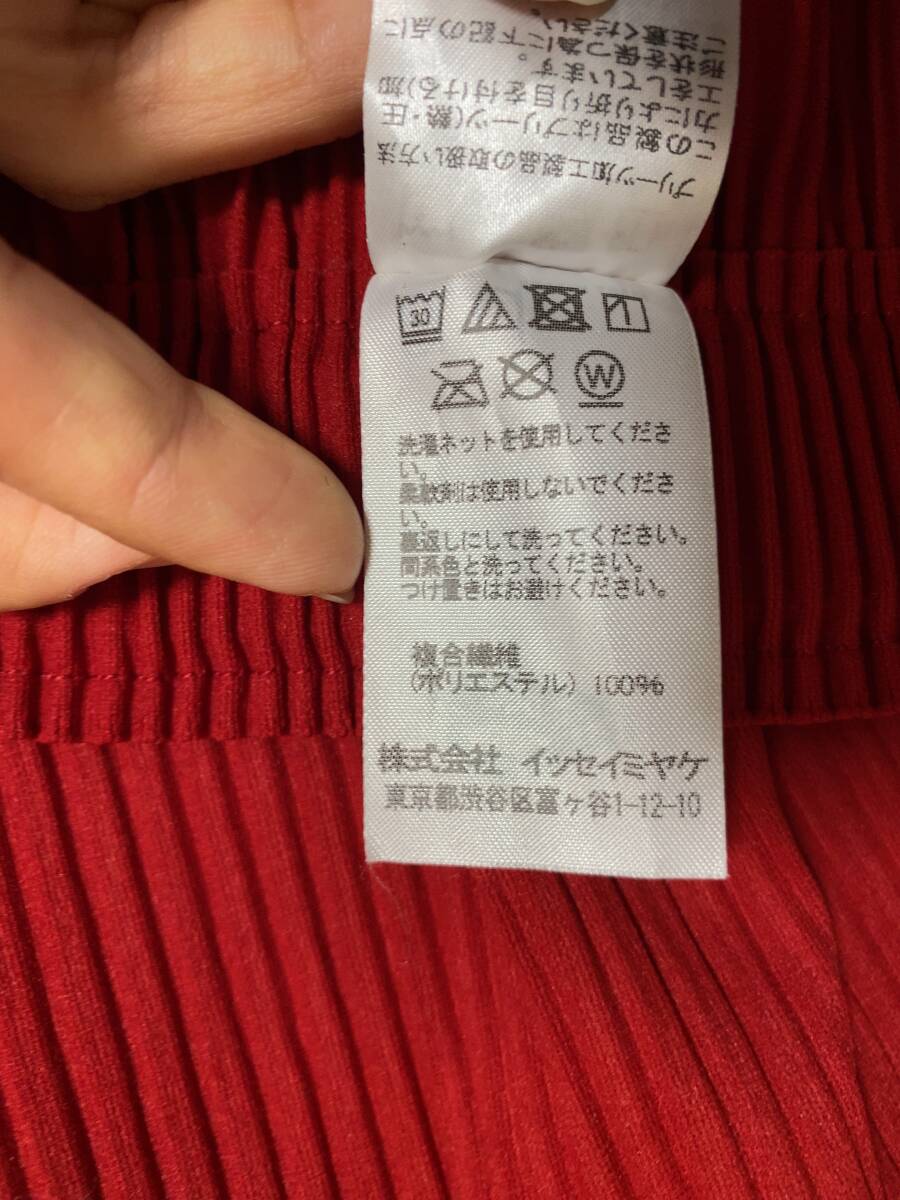 プリーツ加工製品の取扱い方法
この製品はプリーツ(熱・圧
力により折り目を付ける)加
工をしています。
形状を保つ為に下記の点に
ご注意ください。
30
W
洗濯ネットを使用してくださ
い。
柔軟剤は使用しないでくださ
い。
裏返しにして洗ってください。
同系色と洗ってください。
つけ置きはお避けください。
複合繊維
(ポリエステル) 100%
株式会社 イッセイミヤケ
東京都渋谷区富ヶ谷1-12-10